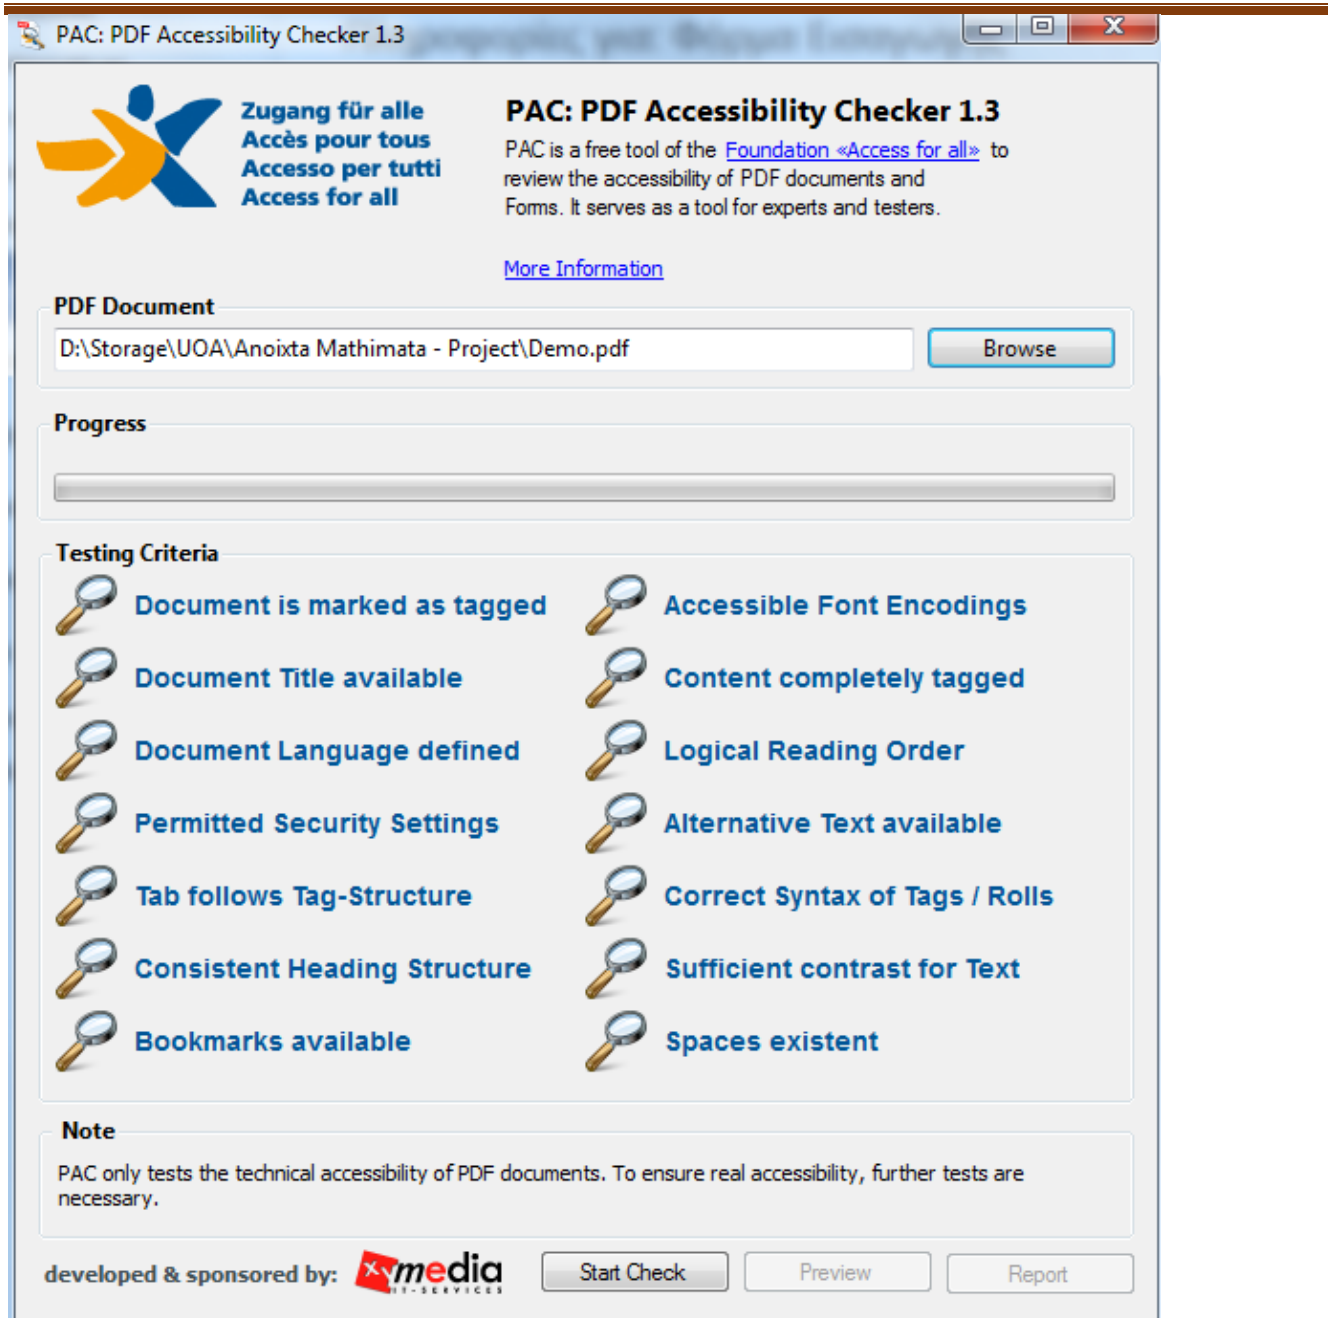 PAC: PDF Accessibility Checker 1.3
Zugang für alle
Accès pour tous
Accesso per tutti
Access for all
PAC: PDF Accessibility Checker 1.3
PAC is a free tool of the Foundation «Access for all» to
review the accessibility of PDF documents and
Forms. It serves as a tool for experts and testers.
More Information
PDF Document
D:\Storage\UOA\Anoixta Mathimata - Project\Demo.pdf
Browse
Progress
Testing Criteria
Document is marked as tagged
Accessible Font Encodings
Document Title available
Content completely tagged
Document Language defined
Logical Reading Order
Permitted Security Settings
Alternative Text available
Tab follows Tag-Structure
Correct Syntax of Tags / Rolls
Consistent Heading Structure
Sufficient contrast for Text
Bookmarks available
Spaces existent
Note
PAC only tests the technical accessibility of PDF documents. To ensure real accessibility, further tests are
necessary.
developed & sponsored by:
xymedia
IT-SERVICES
Start Check
Preview
Report